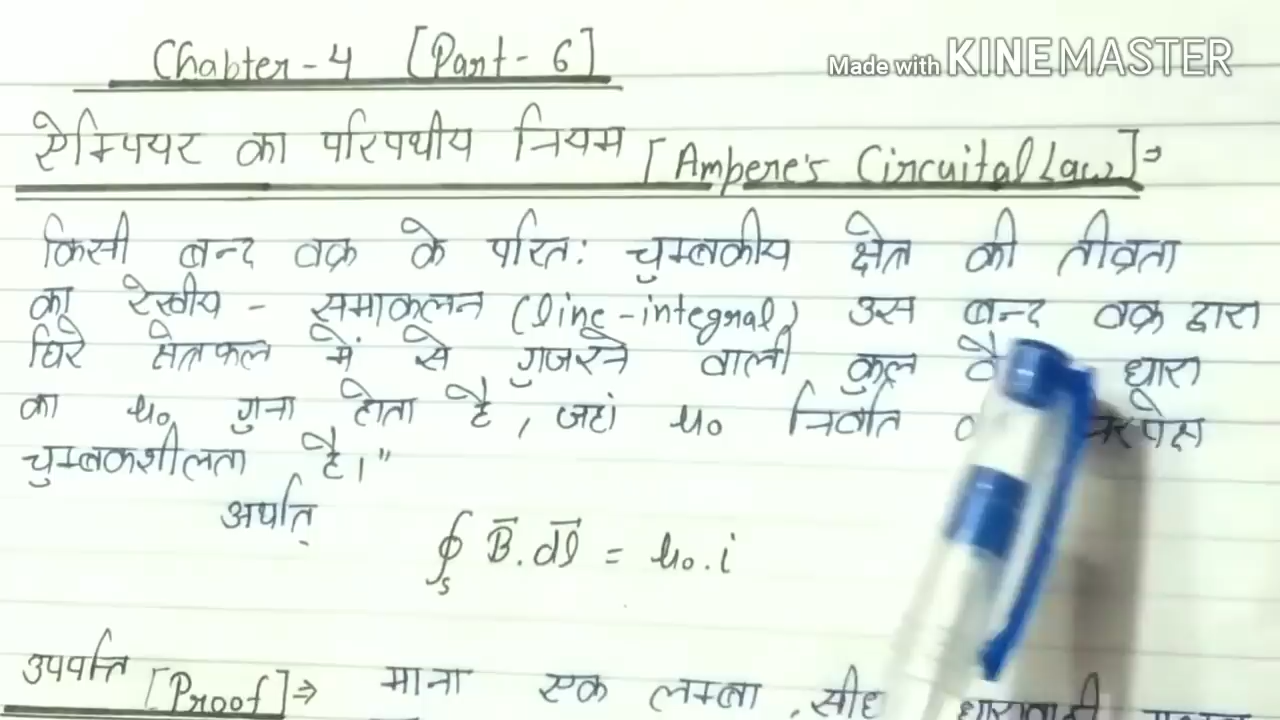 Chapter-4 [Part-6]
Made with KINEMASTER
ऐम्पियर का परिपथीय नियम [Ampere's Circuital Law]⇒
किसी बन्द वक्र के परितः चुम्बकीय क्षेत्र की तीव्रता
का रेखीय - समाकलन (line-integral) उस बन्द वक्र द्वारा
घिरे क्षेत्रफल में से गुजरने वाली कुल धारा
का μ₀ गुना होता है, जहां μ₀ निर्वात
चुम्बकशीलता है।"
अर्थात्
∮s B̅.dl̅ = μ₀.i
उपपत्ति [Proof]⇒ माना एक लम्बा, सीधा